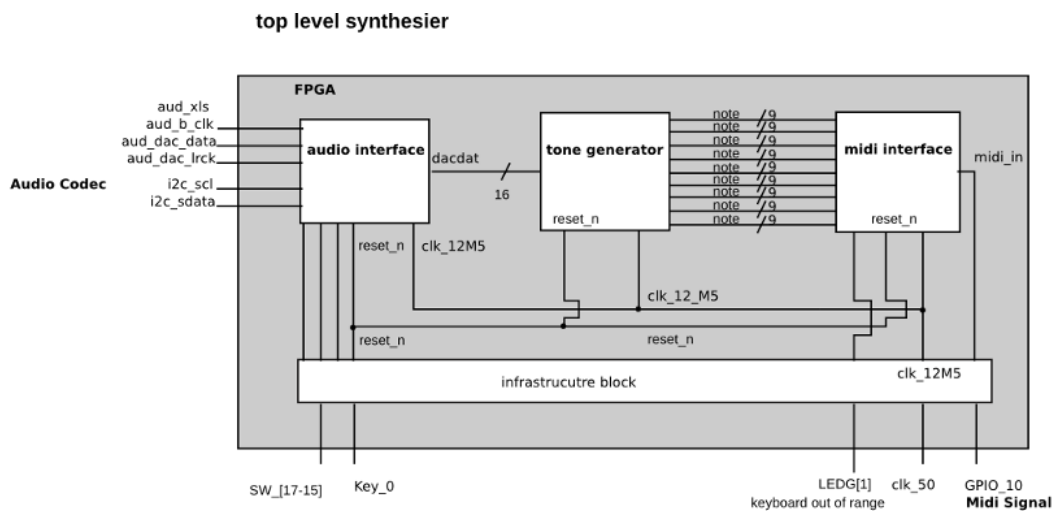 top level synthesier
FPGA
aud_xls
aud_b_clk
aud_dac_data
aud_dac_lrck
Audio Codec
i2c_scl
i2c_sdata
audio interface
dacdat
16
tone generator
reset_n
note 9
note 9
note 9
note 9
note 9
note 9
note 9
note 9
note 9
midi interface
reset_n
midi_in
reset_n
clk_12M5
clk_12_M5
reset_n
reset_n
clk_12M5
infrastrucutre block
SW_[17-15]
Key_0
LEDG[1]
keyboard out of range
clk_50
GPIO_10
Midi Signal